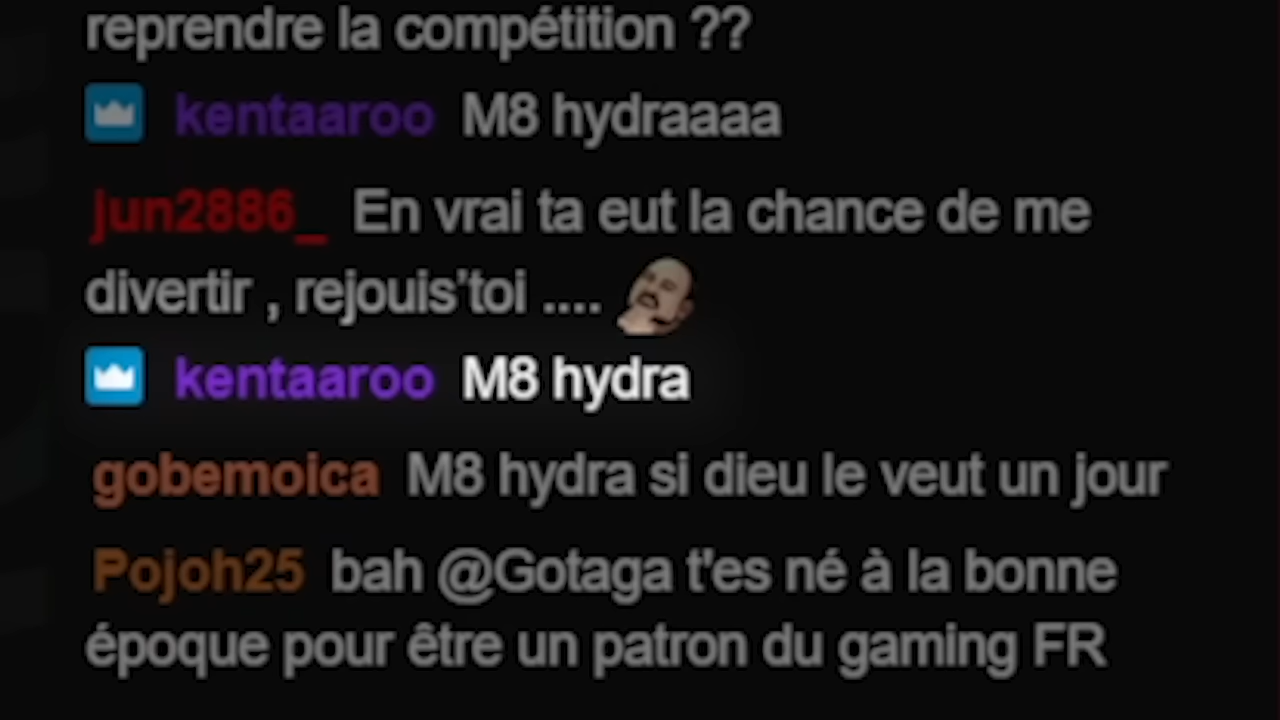 reprendre la compétition ??
kentaaroo M8 hydraaaa
jun2886_ En vrai ta eut la chance de me
divertir , rejouis'toi ....
kentaaroo M8 hydra
gobemoica M8 hydra si dieu le veut un jour
Pojoh25 bah @Gotaga t'es né à la bonne
époque pour être un patron du gaming FR